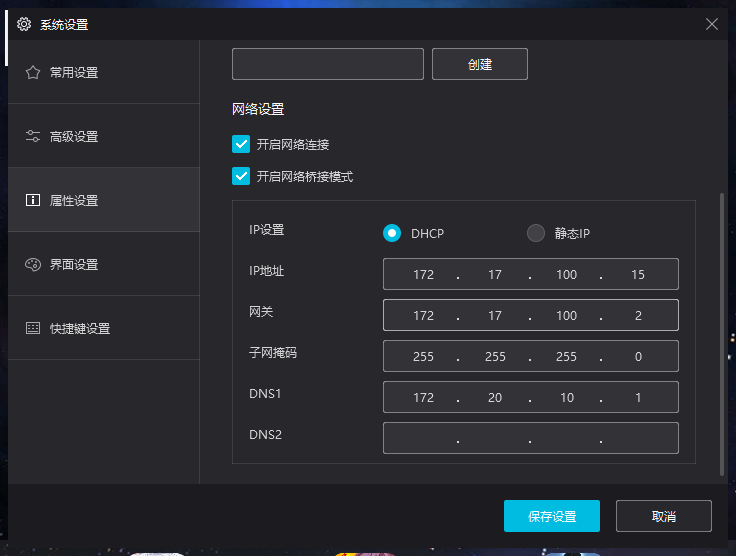 系统设置
常用设置
高级设置
属性设置
界面设置
快捷键设置
创建
网络设置
开启网络连接
开启网络桥接模式
IP设置 DHCP 静态IP
IP地址 172 . 17 . 100 . 15
网关 172 . 17 . 100 . 2
子网掩码 255 . 255 . 255 . 0
DNS1 172 . 20 . 10 . 1
DNS2 . . .
保存设置 取消